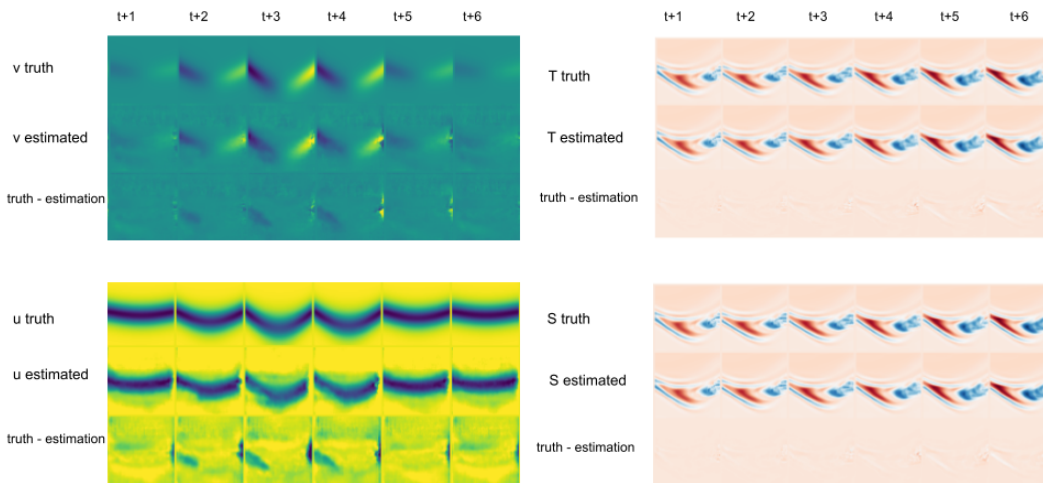 t+1 t+2 t+3 t+4 t+5 t+6
v truth
v estimated
truth - estimation
t+1 t+2 t+3 t+4 t+5 t+6
T truth
T estimated
truth - estimation
u truth
u estimated
truth - estimation
S truth
S estimated
truth - estimation